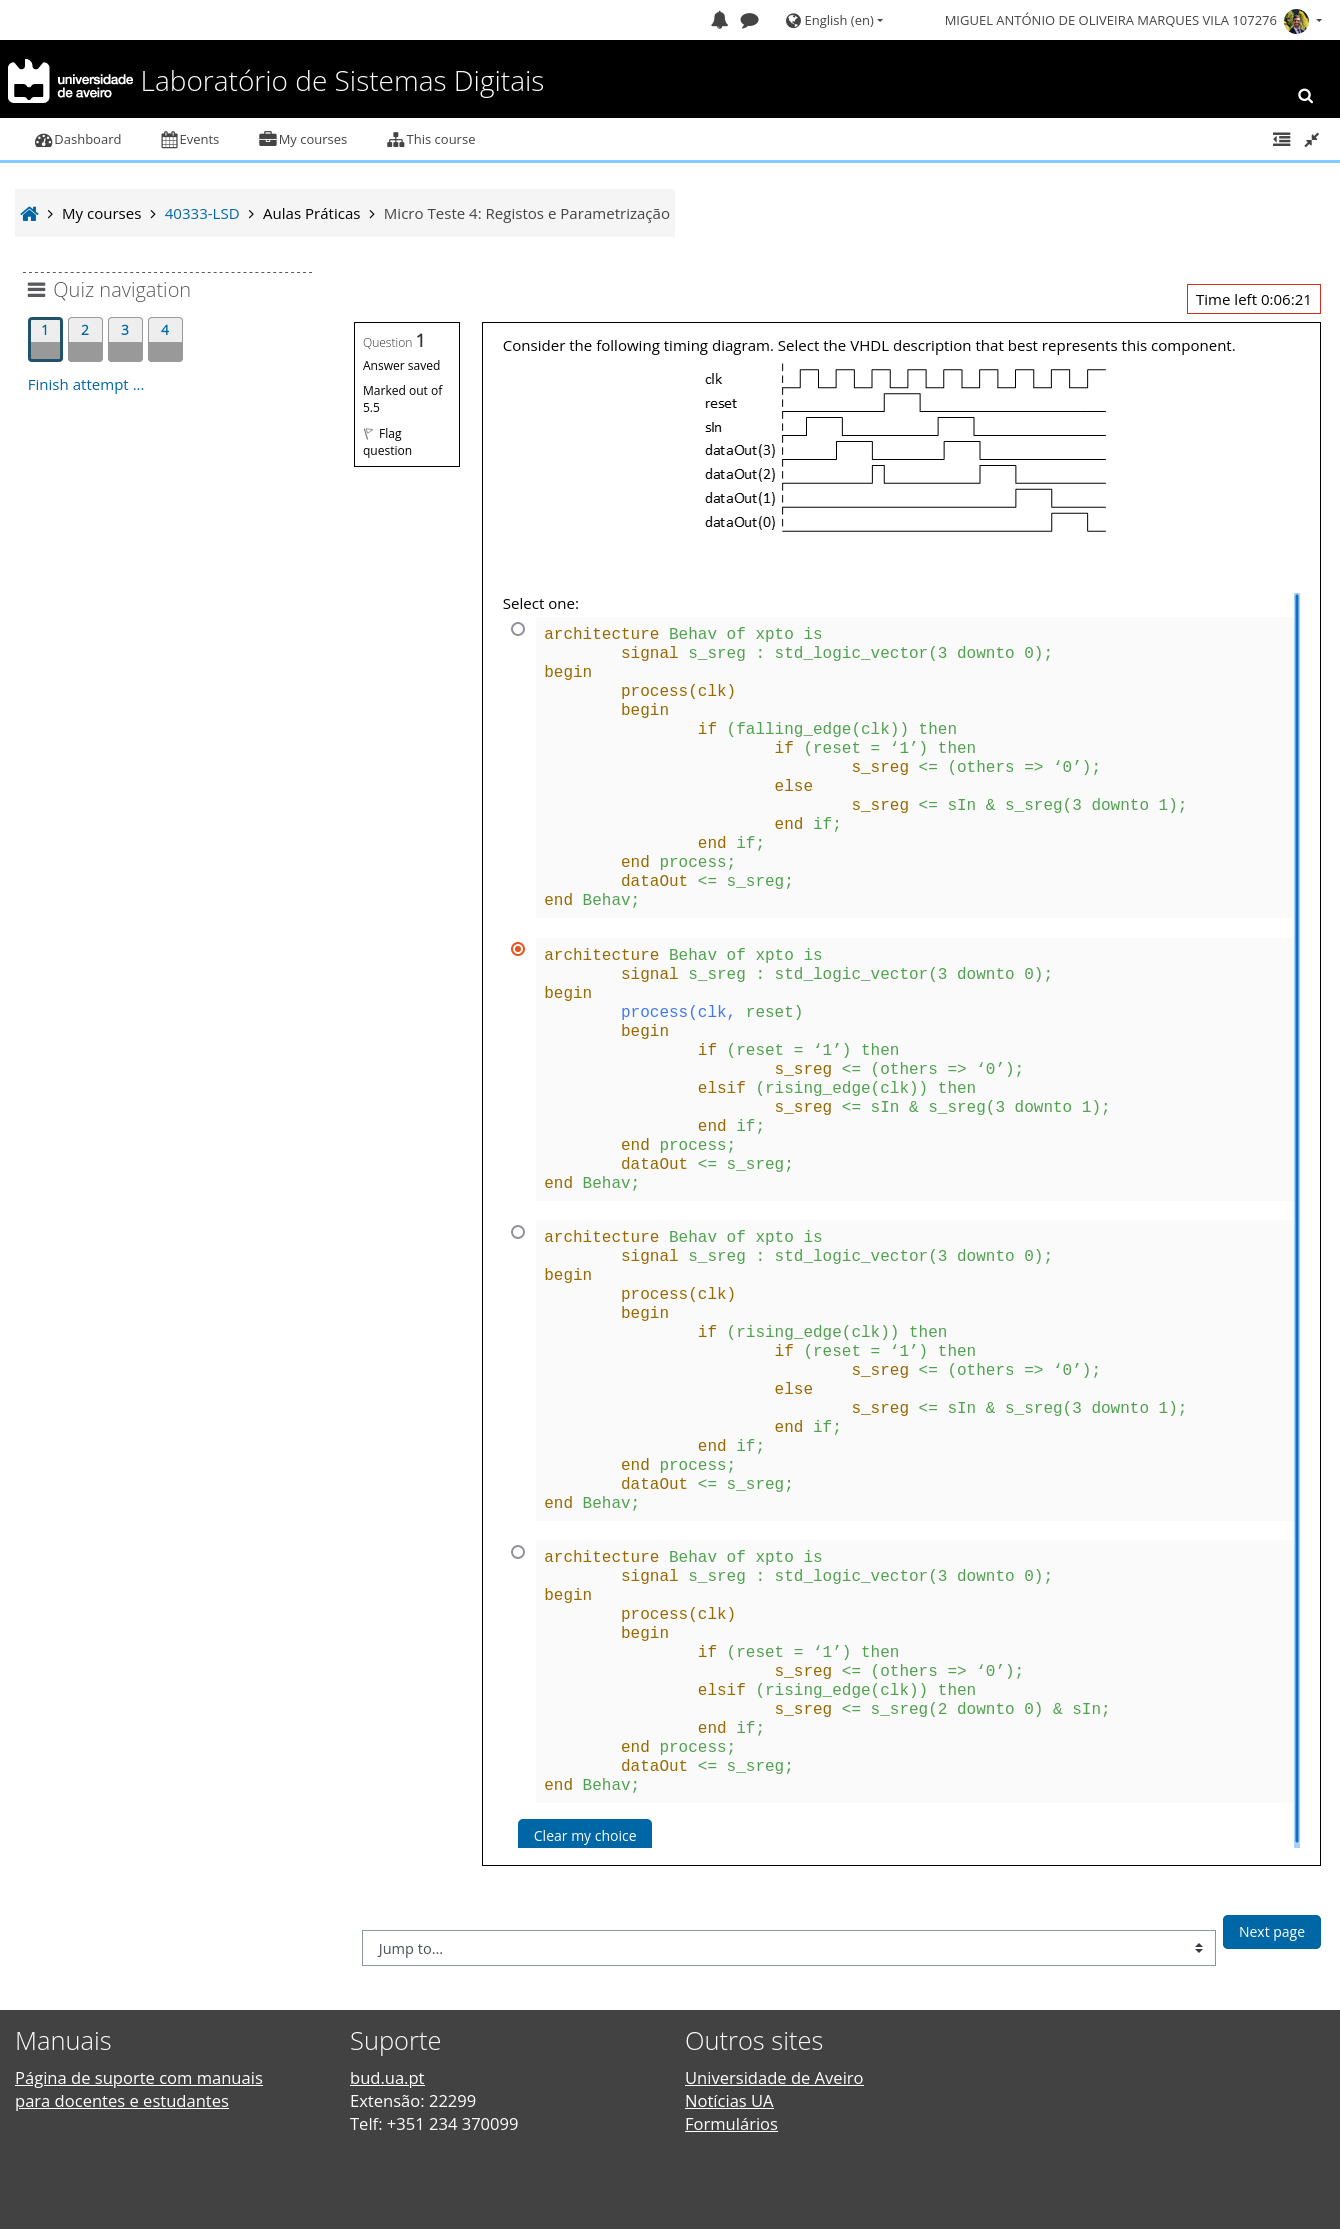 English (en)
MIGUEL ANTÓNIO DE OLIVEIRA MARQUES VILA 107276
universidade
de aveiro
Laboratório de Sistemas Digitais
Dashboard
Events
My courses
This course
My courses
40333-LSD
Aulas Práticas
Micro Teste 4: Registos e Parametrização
Quiz navigation
1
2
3
4
Finish attempt ...
Time left 0:06:21
Question 1
Answer saved
Marked out of
5.5
Flag
question
Consider the following timing diagram. Select the VHDL description that best represents this component.
clk
reset
sIn
dataOut(3)
dataOut(2)
dataOut(1)
dataOut(0)
Select one:
architecture Behav of xpto is
signal s_sreg : std_logic_vector(3 downto 0);
begin
process(clk)
begin
if (falling_edge(clk)) then
if (reset = ‘1’) then
s_sreg <= (others => ‘0’);
else
s_sreg <= sIn & s_sreg(3 downto 1);
end if;
end if;
end process;
dataOut <= s_sreg;
end Behav;
architecture Behav of xpto is
signal s_sreg : std_logic_vector(3 downto 0);
begin
process(clk, reset)
begin
if (reset = ‘1’) then
s_sreg <= (others => ‘0’);
elsif (rising_edge(clk)) then
s_sreg <= sIn & s_sreg(3 downto 1);
end if;
end process;
dataOut <= s_sreg;
end Behav;
architecture Behav of xpto is
signal s_sreg : std_logic_vector(3 downto 0);
begin
process(clk)
begin
if (rising_edge(clk)) then
if (reset = ‘1’) then
s_sreg <= (others => ‘0’);
else
s_sreg <= sIn & s_sreg(3 downto 1);
end if;
end if;
end process;
dataOut <= s_sreg;
end Behav;
architecture Behav of xpto is
signal s_sreg : std_logic_vector(3 downto 0);
begin
process(clk)
begin
if (reset = ‘1’) then
s_sreg <= (others => ‘0’);
elsif (rising_edge(clk)) then
s_sreg <= s_sreg(2 downto 0) & sIn;
end if;
end process;
dataOut <= s_sreg;
end Behav;
Clear my choice
Jump to...
Next page
Manuais
Página de suporte com manuais
para docentes e estudantes
Suporte
bud.ua.pt
Extensão: 22299
Telf: +351 234 370099
Outros sites
Universidade de Aveiro
Notícias UA
Formulários